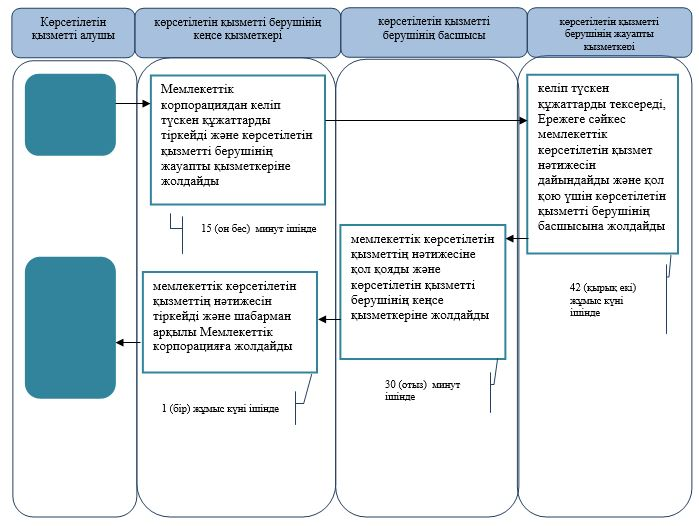 Көрсетілетін
қызметті алушы
көрсетілетін қызметті берушінің
кеңсе қызметкері
көрсетілетін қызметті
берушінің басшысы
көрсетілетін қызметті
берушінің жауапты
қызметкері
Мемлекеттік
корпорациядан келіп
түскен құжаттарды
тіркейді және көрсетілетін
қызметті берушінің
жауапты қызметкеріне
жолдайды
15 (он бес) минут ішінде
келіп түскен
құжаттарды тексереді,
Ережеге сәйкес
мемлекеттік
көрсетілетін қызмет
нәтижесін
дайындайды және қол
қою үшін көрсетілетін
қызметті берушінің
басшысына жолдайды
42 (қырық екі)
жұмыс күні
ішінде
мемлекеттік көрсетілетін
қызметтің нәтижесіне
қол қояды және
көрсетілетін қызметті
берушінің кеңсе
қызметкеріне жолдайды
30 (отыз) минут
ішінде
мемлекеттік көрсетілетін
қызметтің нәтижесін
тіркейді және шабарман
арқылы Мемлекеттік
корпорацияға жолдайды
1 (бір) жұмыс күні ішінде